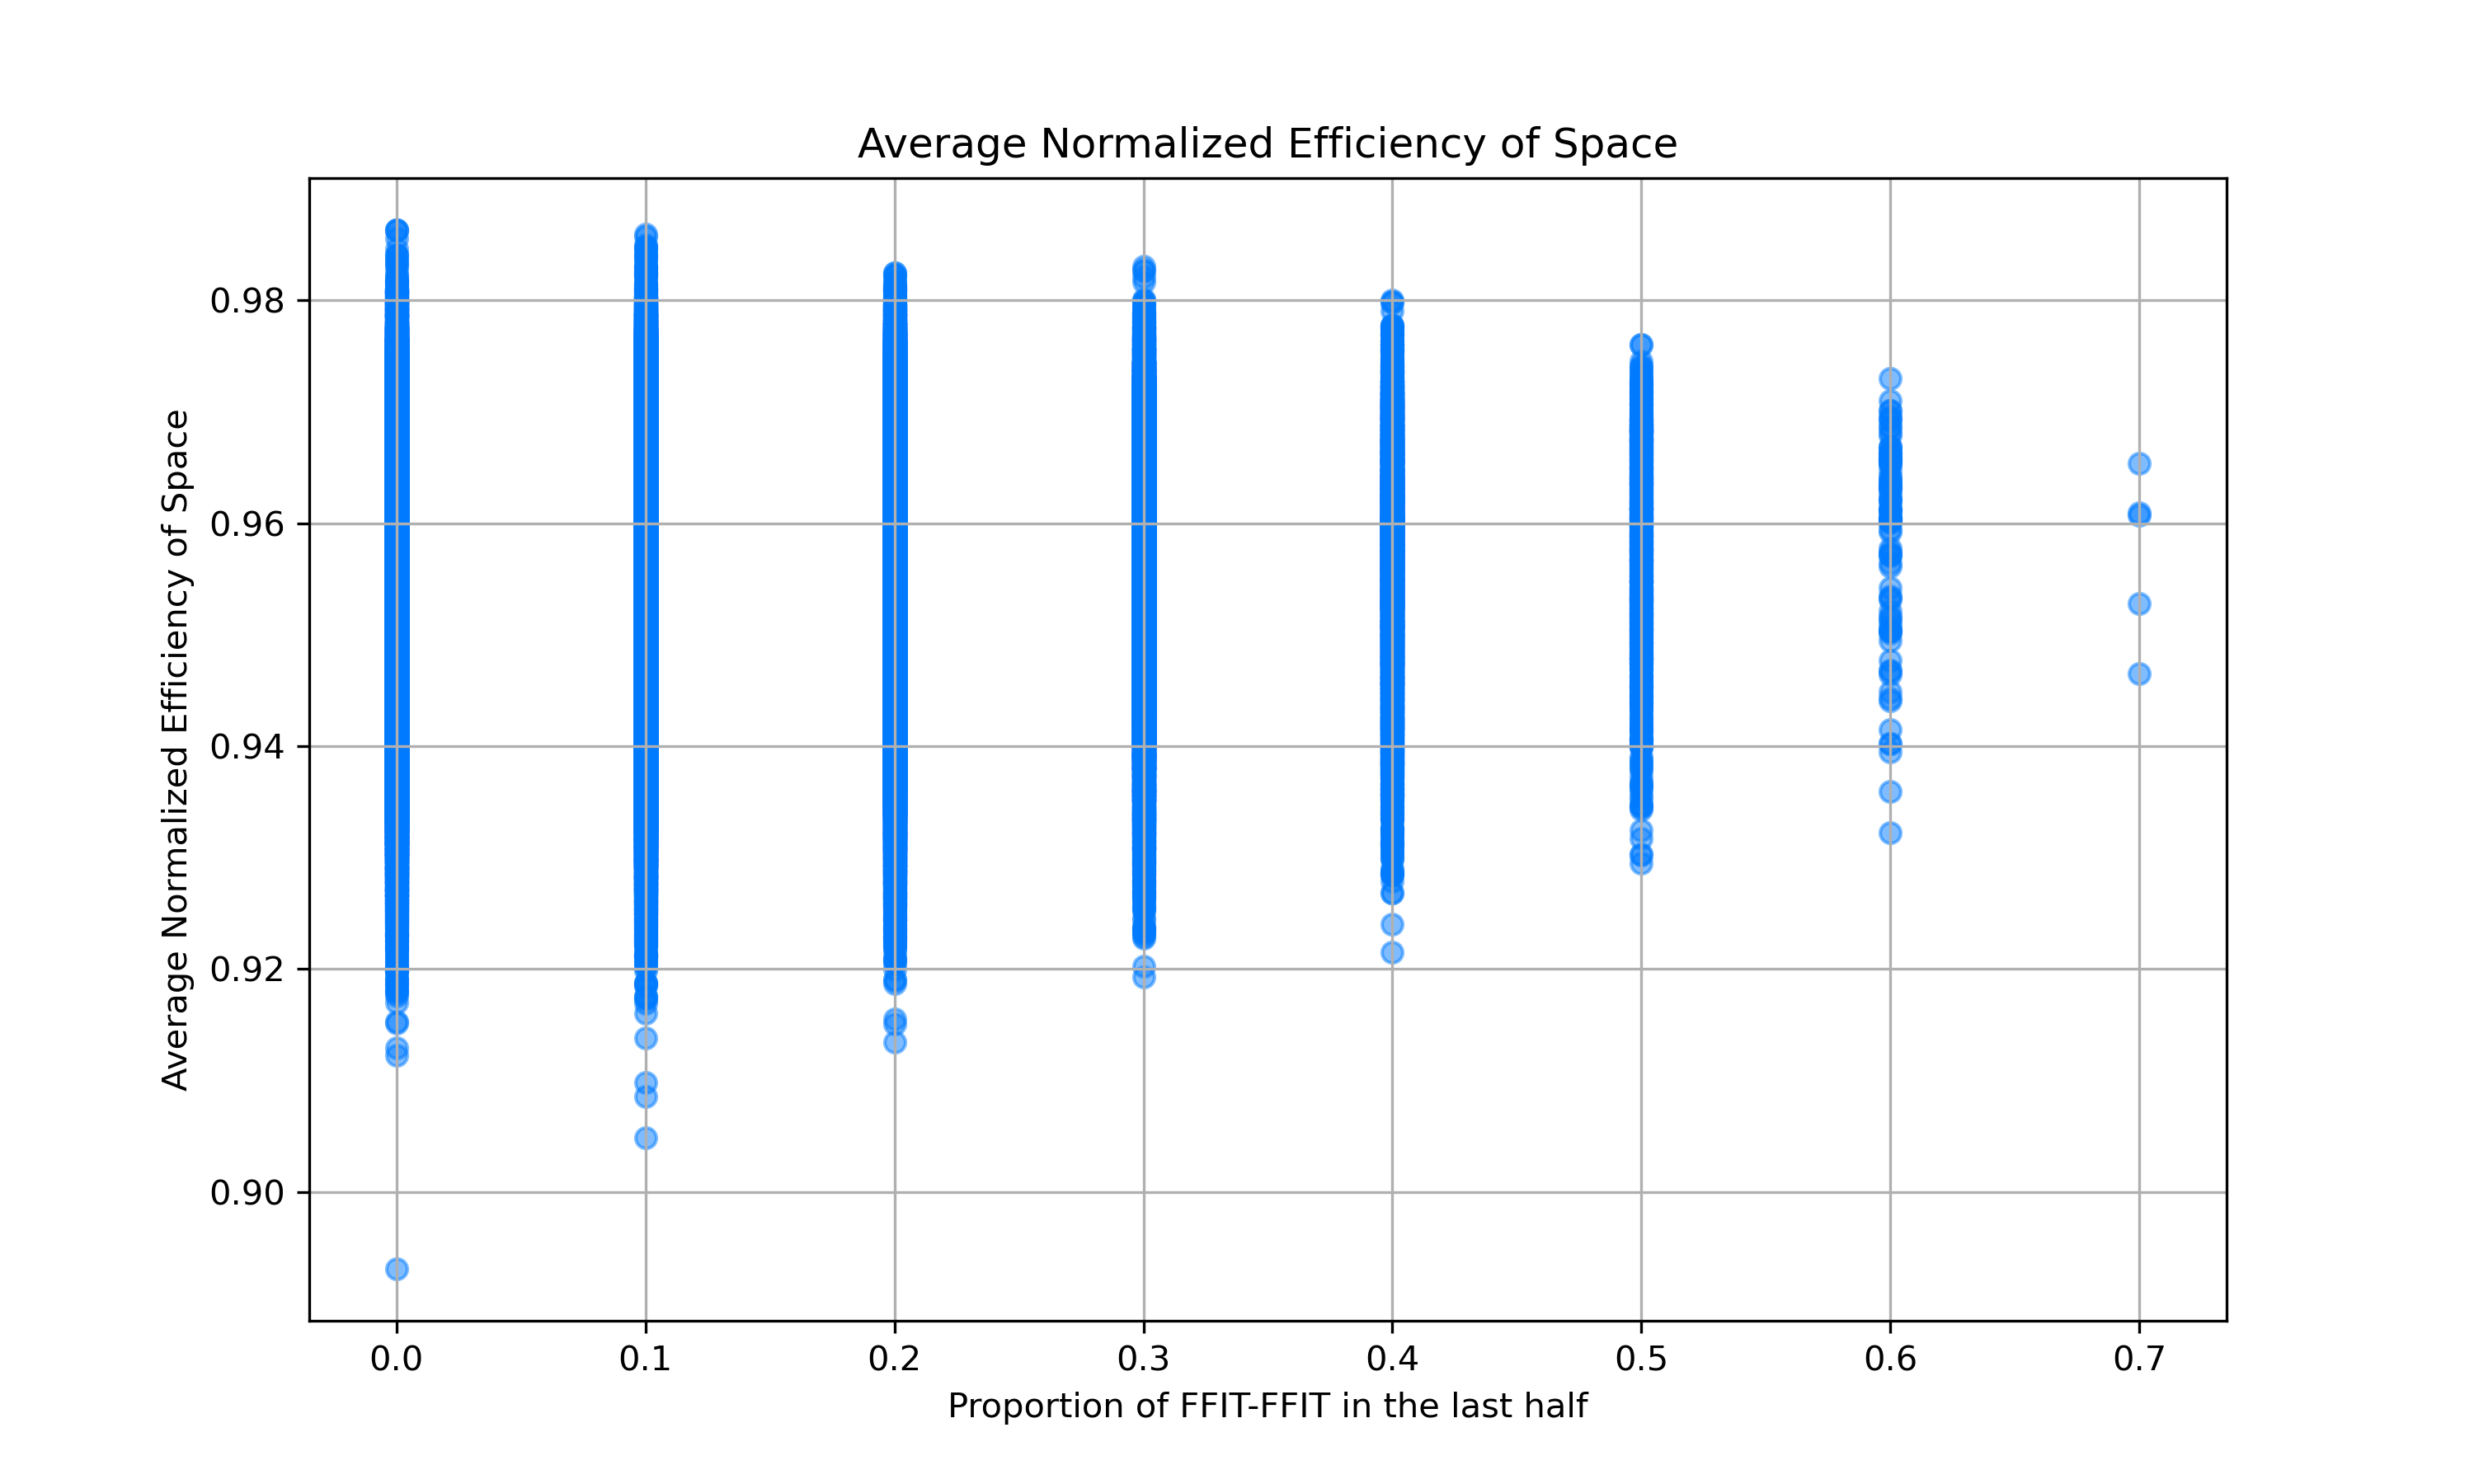 Average Normalized Efficiency of Space
Average Normalized Efficiency of Space
0.98
0.96
0.94
0.92
0.90
0.0 0.1 0.2 0.3 0.4 0.5 0.6 0.7
Proportion of FFIT-FFIT in the last half